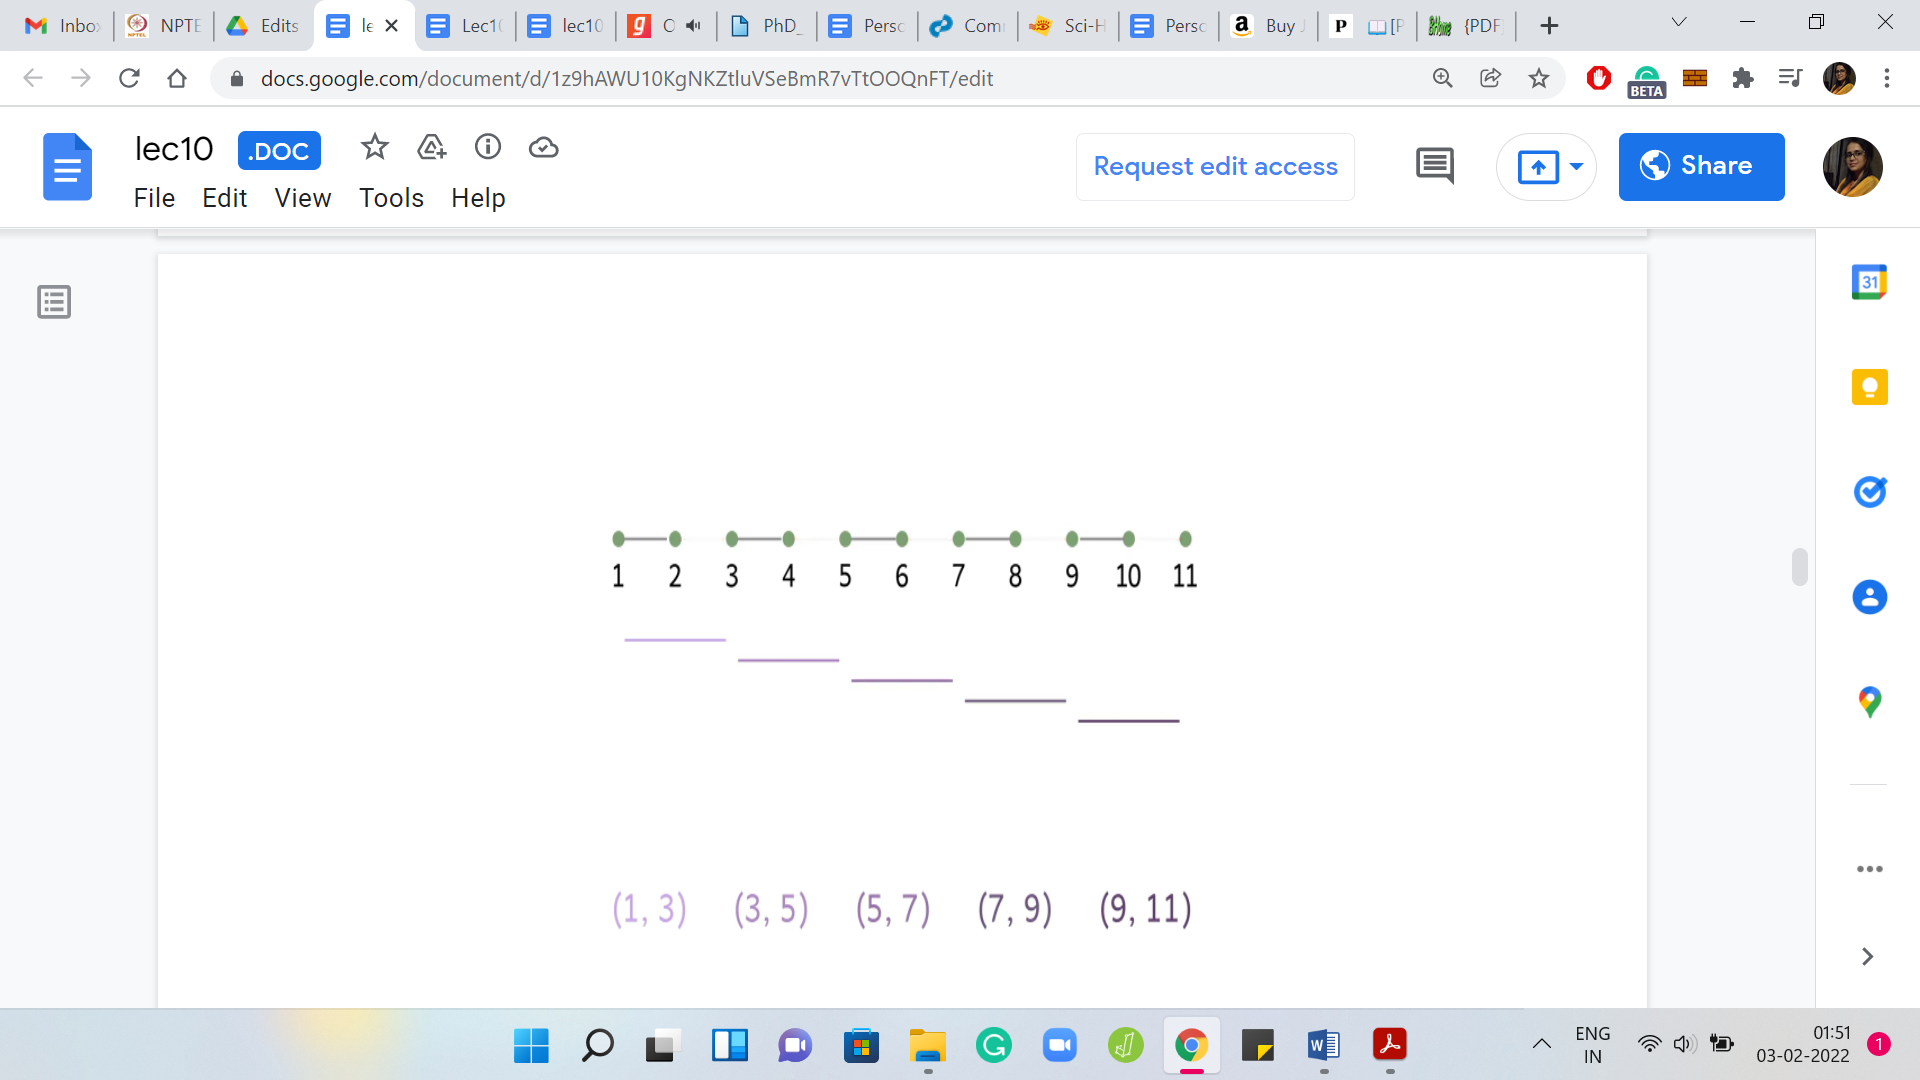 Inbo NPTE Edits le Lec1 lec10 O PhD_ Perso Com Sci-H Perso Buy J [P {PDF
docs.google.com/document/d/1z9hAWU10KgNKZtluVSeBmR7vTtOOQnFT/edit
BETA
lec10 .DOC
Request edit access
Share
File Edit View Tools Help
31
1 2 3 4 5 6 7 8 9 10 11
(1, 3) (3, 5) (5, 7) (7, 9) (9, 11)
ENG
IN
01:51
03-02-2022
1